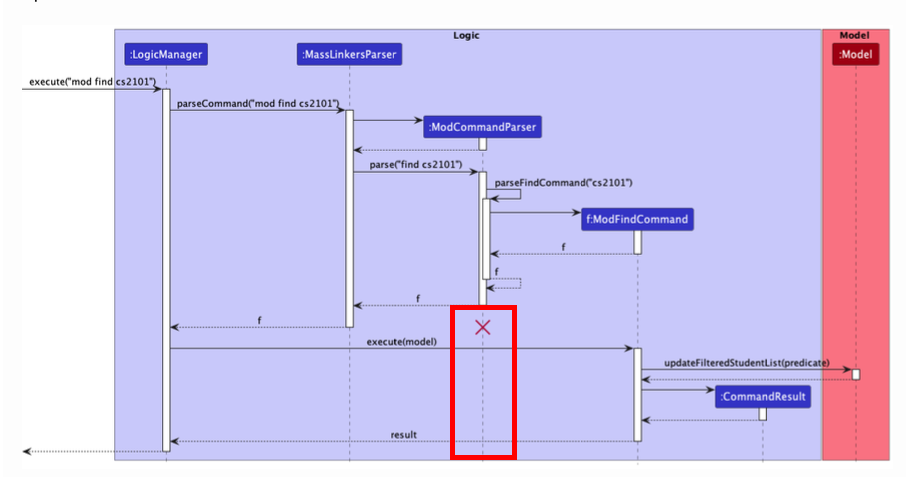 Logic
Model
:LogicManager
:MassLinkersParser
:Model
execute("mod find cs2101")
parseCommand("mod find cs2101")
:ModCommandParser
parse("find cs2101")
parseFindCommand("cs2101")
f:ModFindCommand
f
f
f
f
execute(model)
updateFilteredStudentList(predicate)
:CommandResult
result